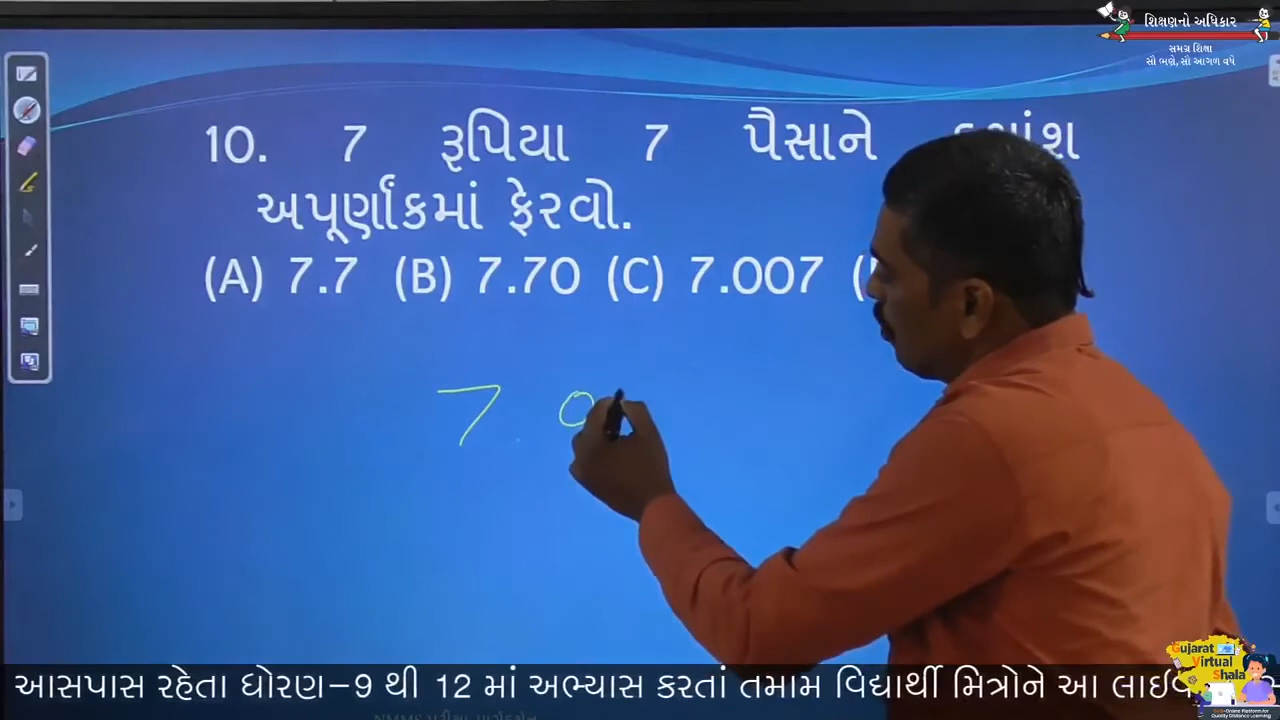 શિક્ષણનો અધિકાર
સમગ્ર શિક્ષા
સૌ ભણે, સૌ આગળ વધે
10. 7 રૂપિયા 7 પૈસાને
અપૂર્ણાંકમાં ફેરવો.
(A) 7.7 (B) 7.70 (C) 7.007
7.0
આસપાસ રહેતા ધોરણ–9 થી 12 માં અભ્યાસ કરતાં તમામ વિદ્યાર્થી મિત્રોને આ લાઇવ
Gujarat
Virtual
Shala